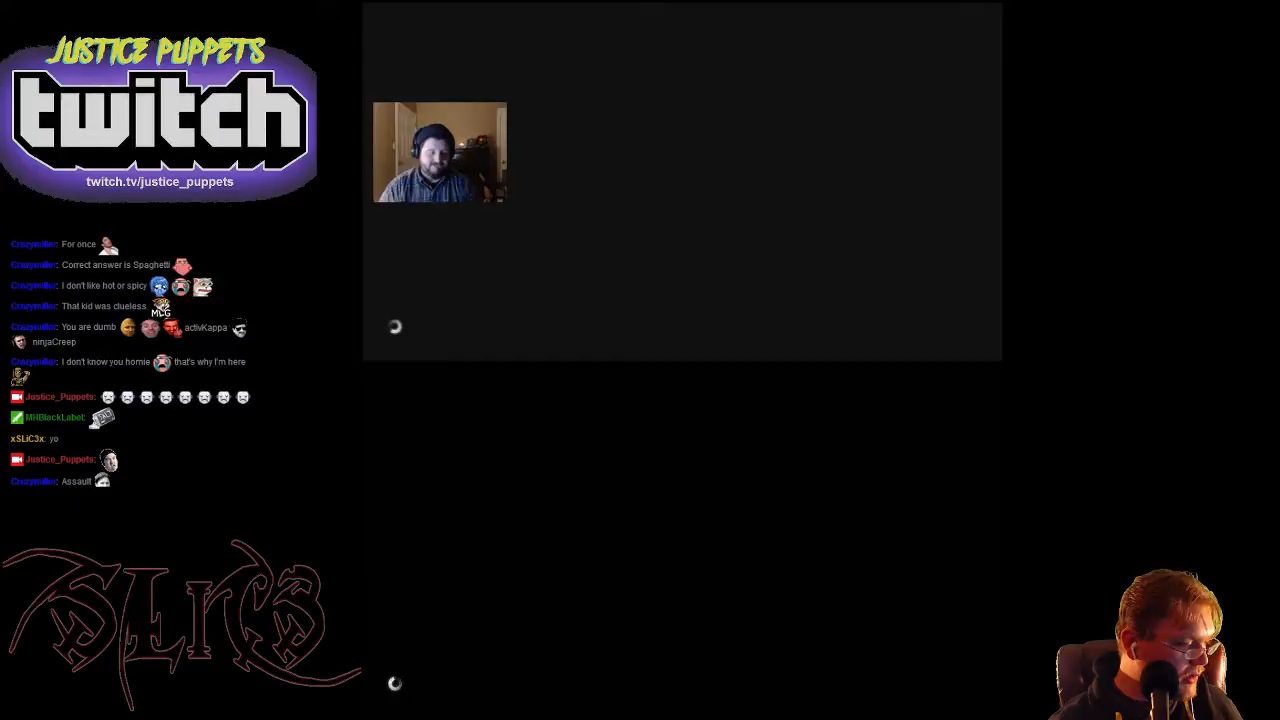 JUSTICE PUPPETS
twitch
twitch.tv/justice_puppets
Crazymiller: For once
Crazymiller: Correct answer is Spaghetti
Crazymiller: I don't like hot or spicy
Crazymiller: That kid was clueless
MLG
Crazymiller: You are dumb activKappa
ninjaCreep
Crazymiller: I don't know you homie that's why I'm here
Justice_Puppets:
MHBlackLabel:
xSLiC3x: yo
Justice_Puppets:
Crazymiller: Assault
SLiC3